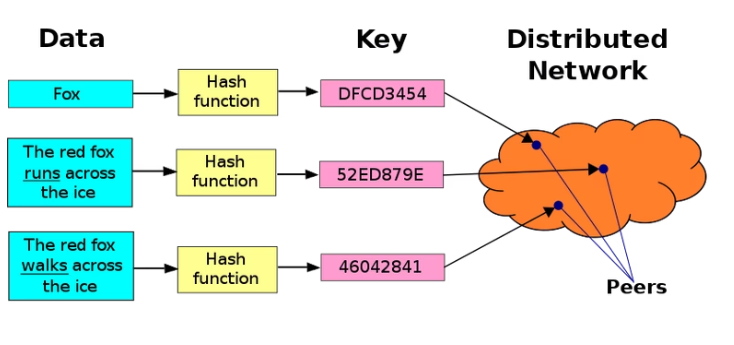 Data
Key
Distributed
Network
Fox
Hash
function
DFCD3454
The red fox
runs across
the ice
Hash
function
52ED879E
The red fox
walks across
the ice
Hash
function
46042841
Peers